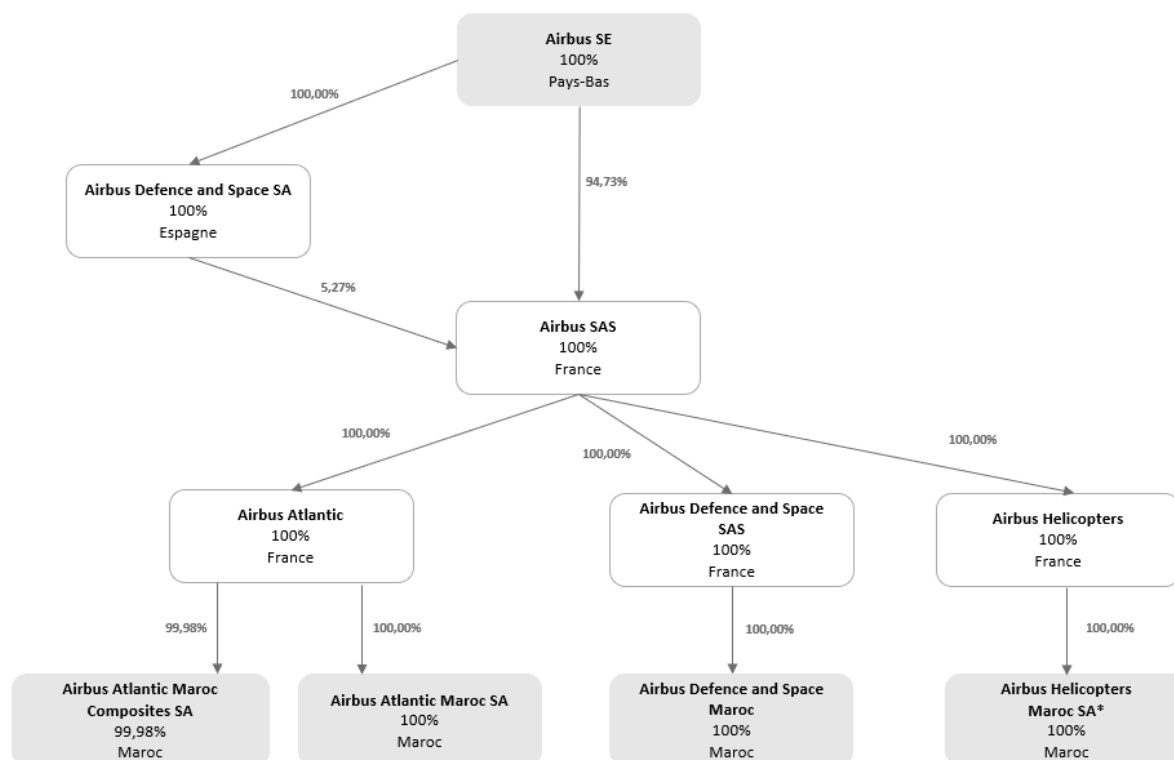 Airbus SE
100%
Pays-Bas
100,00%
94,73%
Airbus Defence and Space SA
100%
Espagne
5,27%
Airbus SAS
100%
France
100,00%
100,00%
100,00%
Airbus Atlantic
100%
France
Airbus Defence and Space
SAS
100%
France
Airbus Helicopters
100%
France
99,98%
100,00%
100,00%
100,00%
Airbus Atlantic Maroc
Composites SA
99,98%
Maroc
Airbus Atlantic Maroc SA
100%
Maroc
Airbus Defence and Space
Maroc
100%
Maroc
Airbus Helicopters
Maroc SA*
100%
Maroc